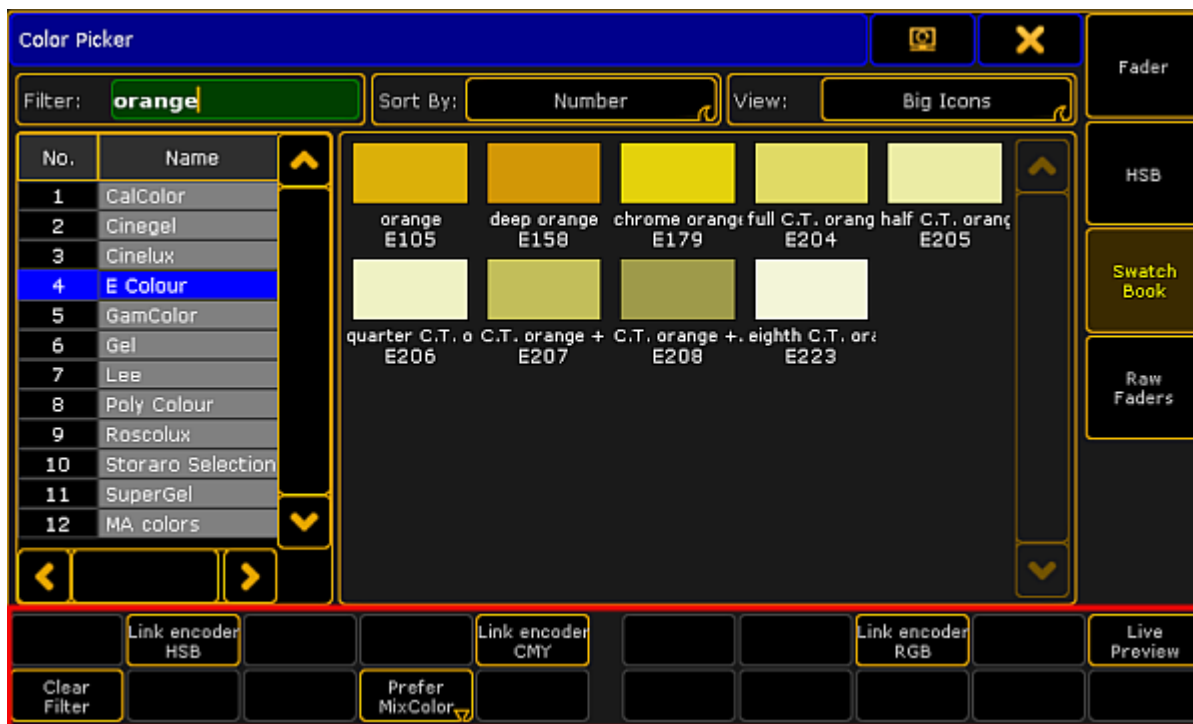 Color Picker
Fader
Filter: orange Sort By: Number View: Big Icons
No. Name
1 CalColor
2 Cinegel
3 Cinelux
4 E Colour
5 GamColor
6 Gel
7 Lee
8 Poly Colour
9 Roscolux
10 Storaro Selection
11 SuperGel
12 MA colors
orange
E105
deep orange
E158
chrome orange
E179
full C.T. orang
E204
half C.T. orang
E205
quarter C.T. o
E206
C.T. orange +
E207
C.T. orange +.
E208
eighth C.T. ora
E223
HSB
Swatch
Book
Raw
Faders
Link encoder
HSB
Link encoder
CMY
Link encoder
RGB
Live
Preview
Clear
Filter
Prefer
MixColor